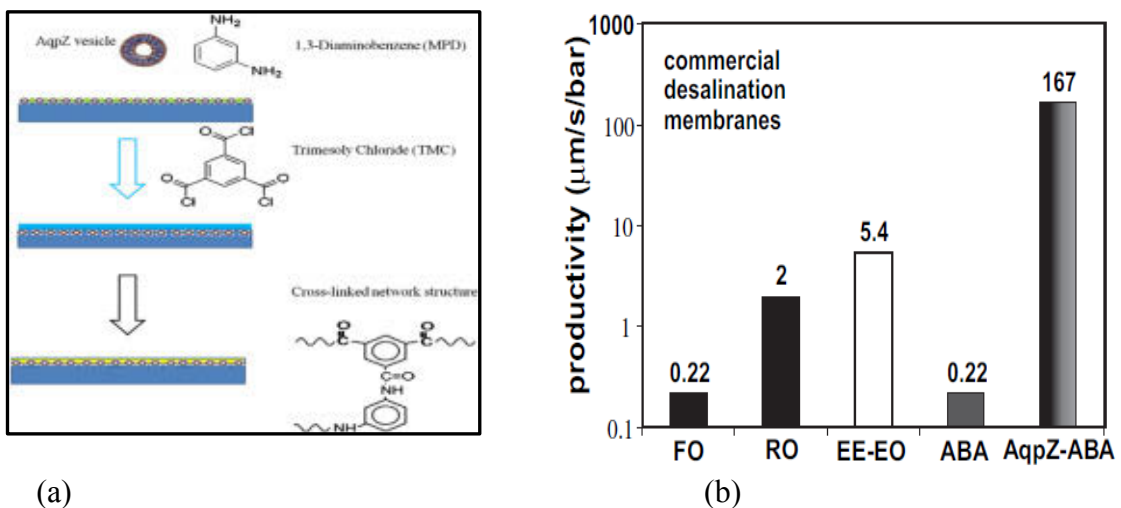 AqpZ vesicle
NH₂
NH₂
1,3-Diaminobenzene (MPD)
O
Cl
Trimesoly Chloride (TMC)
O
O
Cl
Cl
Cross-linked network structure
O
O
C
C
C=O
NH
NH
(a)
productivity (μm/s/bar)
1000
100
10
1
0.1
commercial
desalination
membranes
0.22
2
5.4
0.22
167
FO
RO
EE-EO
ABA
AqpZ-ABA
(b)